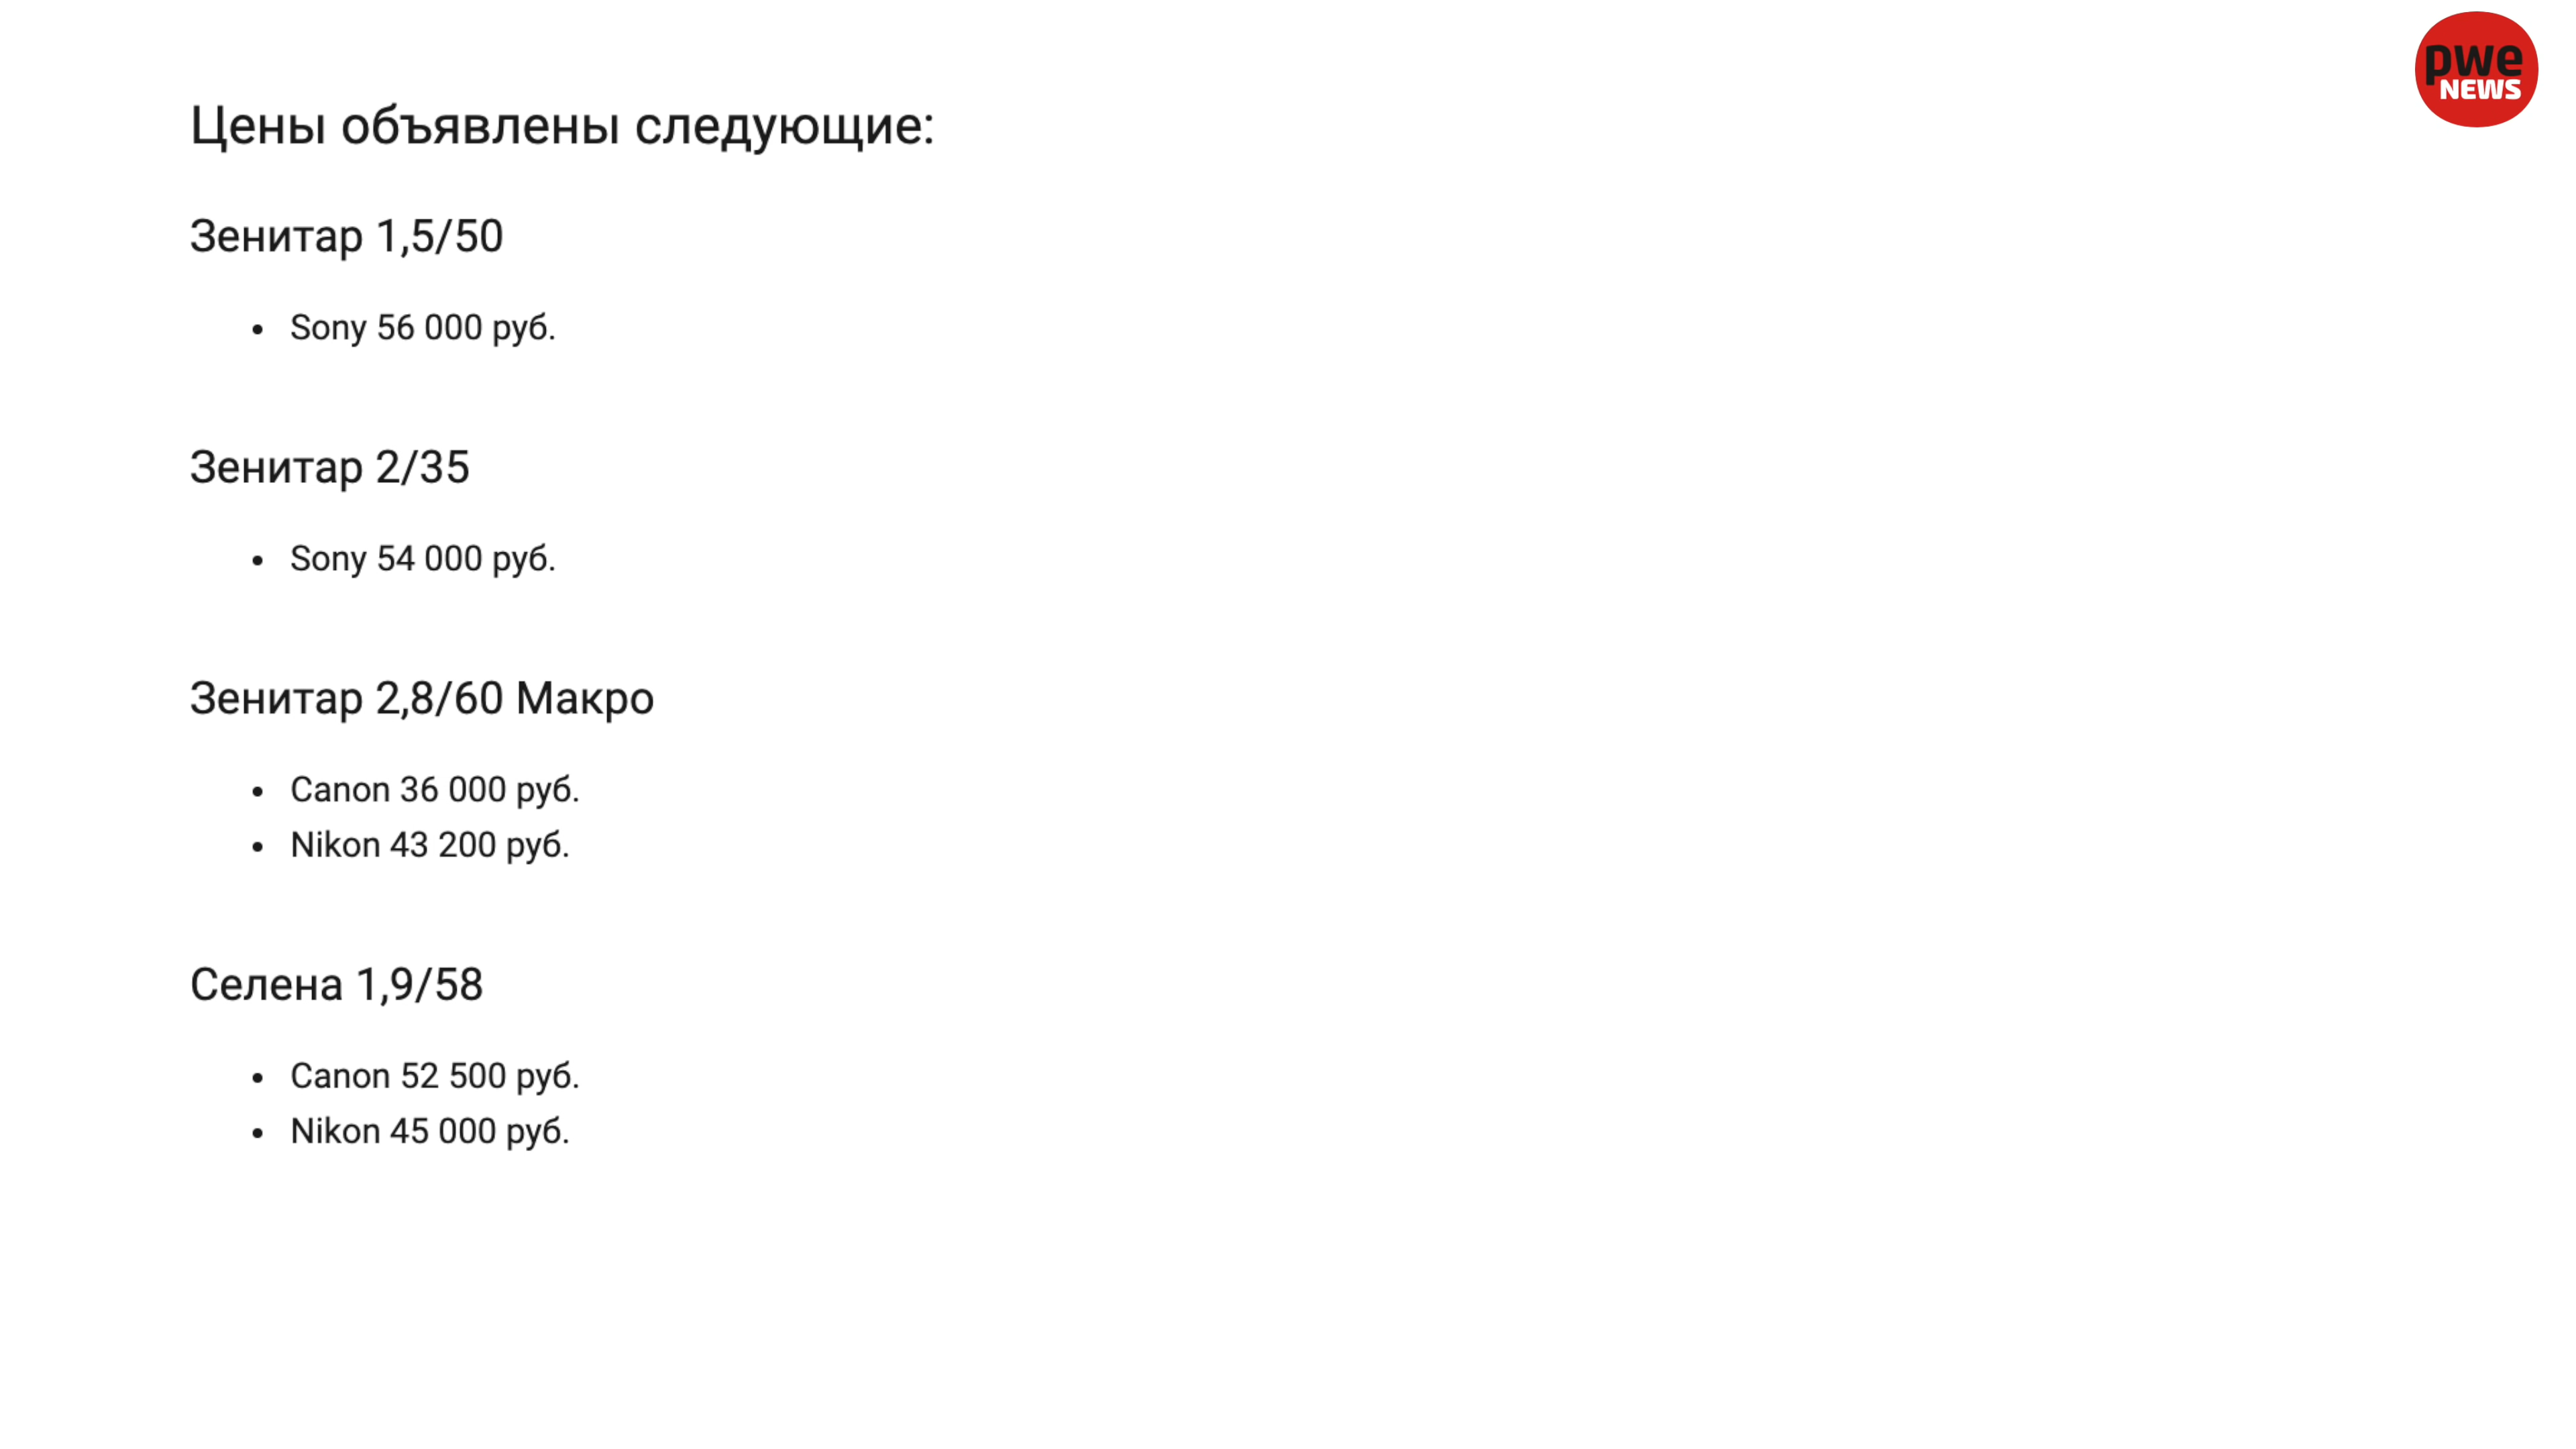 pwe
NEWS
Цены объявлены следующие:
Зенитар 1,5/50
• Sony 56 000 руб.
Зенитар 2/35
• Sony 54 000 руб.
Зенитар 2,8/60 Макро
• Canon 36 000 руб.
• Nikon 43 200 руб.
Селена 1,9/58
• Canon 52 500 руб.
• Nikon 45 000 руб.